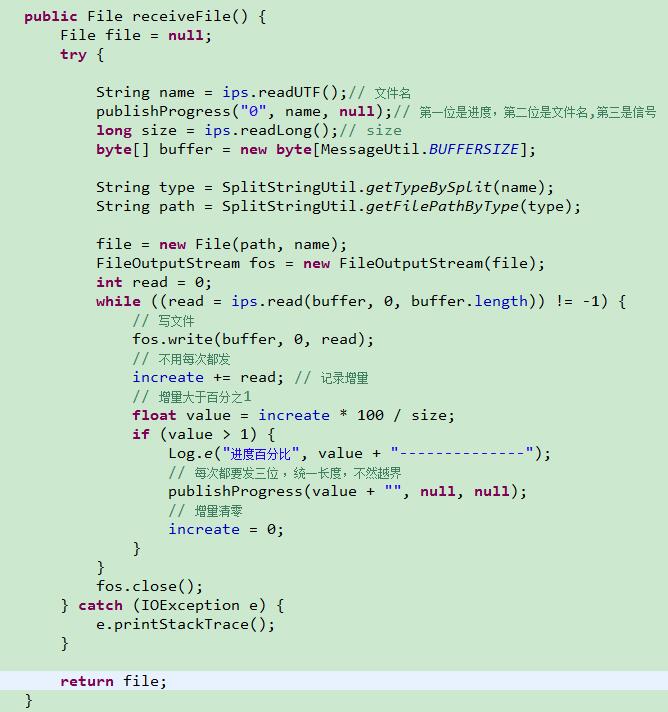 public File receiveFile() {
File file = null;
try {
String name = ips.readUTF();// 文件名
publishProgress("0", name, null);// 第一位是进度，第二位是文件名,第三是信号
long size = ips.readLong();// size
byte[] buffer = new byte[MessageUtil.BUFFERSIZE];
String type = SplitStringUtil.getTypeBySplit(name);
String path = SplitStringUtil.getFilePathByType(type);
file = new File(path, name);
FileOutputStream fos = new FileOutputStream(file);
int read = 0;
while ((read = ips.read(buffer, 0, buffer.length)) != -1) {
// 写文件
fos.write(buffer, 0, read);
// 不用每次都发
increate += read; // 记录增量
// 增量大于百分之1
float value = increate * 100 / size;
if (value > 1) {
Log.e("进度百分比", value + "--------------");
// 每次都要发三位，统一长度，不然越界
publishProgress(value + "", null, null);
// 增量清零
increate = 0;
}
}
fos.close();
} catch (IOException e) {
e.printStackTrace();
}
return file;
}